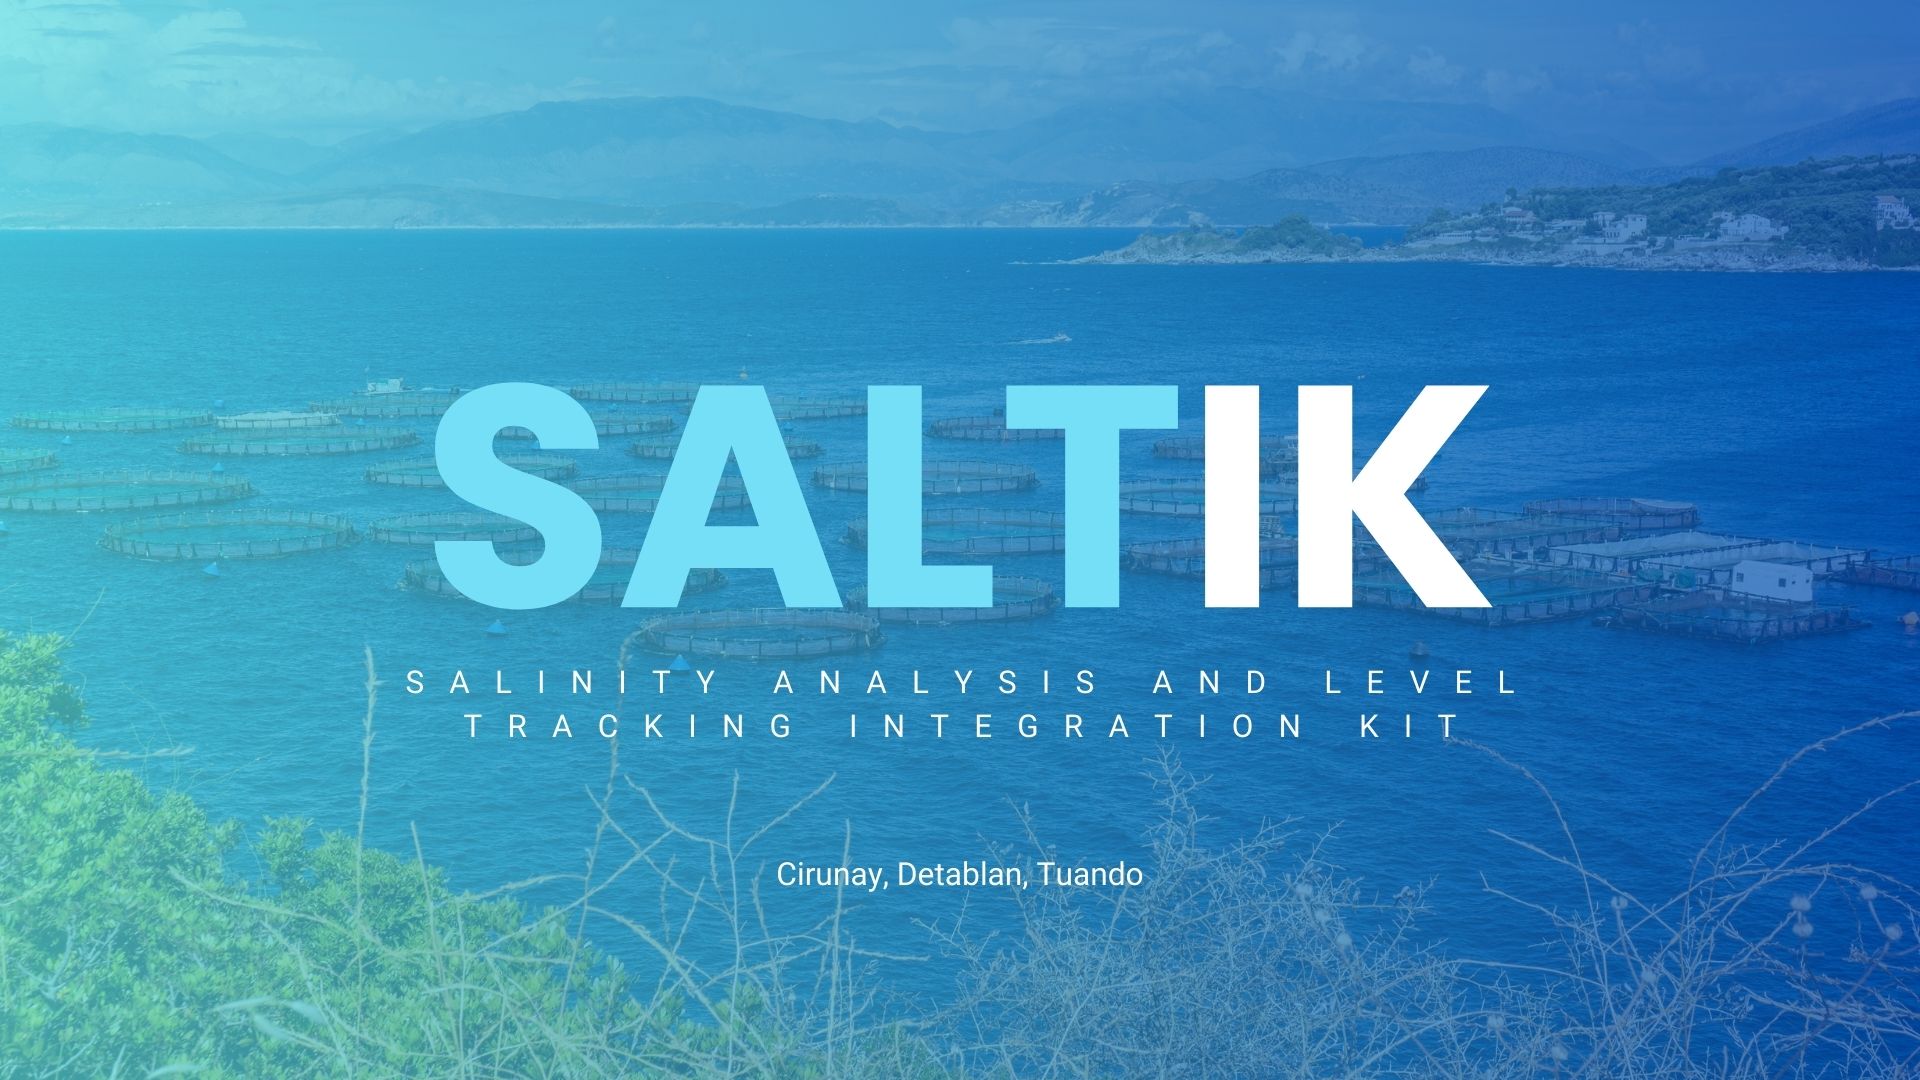 SALTIK
SALINITY ANALYSIS AND LEVEL
TRACKING INTEGRATION KIT
Cirunay, Detablan, Tuando